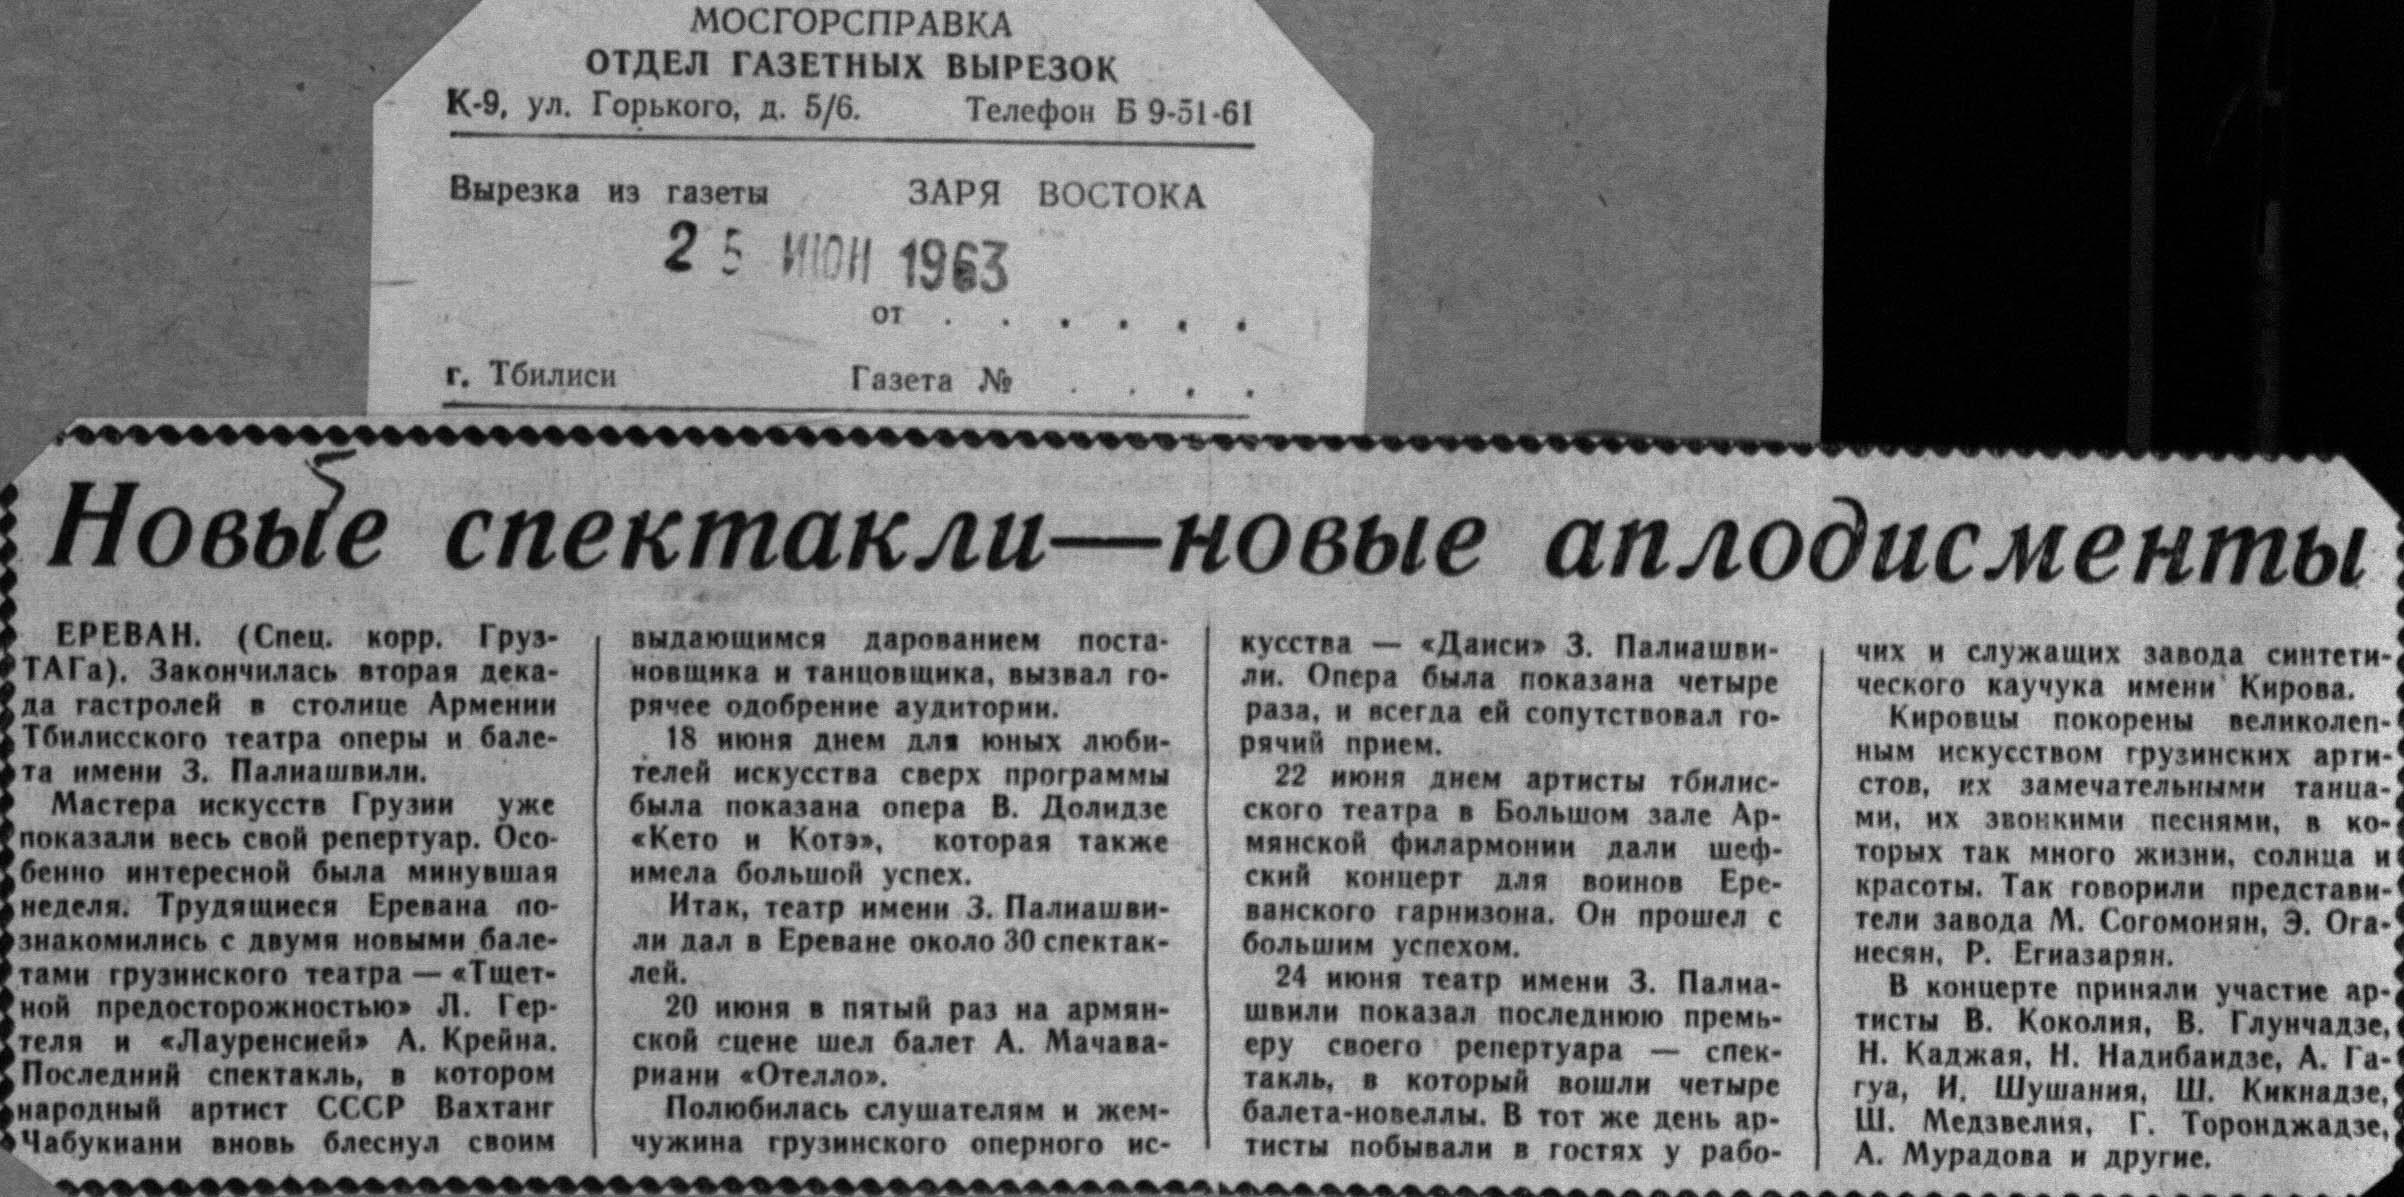 МОСГОРСПРАВКА
ОТДЕЛ ГАЗЕТНЫХ ВЫРЕЗОК
К-9, ул. Горького, д. 5/6. Телефон Б 9-51-61
Вырезка из газеты ЗАРЯ ВОСТОКА
25 ИЮН 1963
от . . . . . .
г. Тбилиси Газета № . . . .
Новые спектакли—новые аплодисменты
ЕРЕВАН. (Спец. корр. Груз-
ТАГа). Закончилась вторая дека-
да гастролей в столице Армении
Тбилисского театра оперы и бале-
та имени З. Палиашвили.
Мастера искусств Грузии уже
показали весь свой репертуар. Осо-
бенно интересной была минувшая
неделя. Трудящиеся Еревана по-
знакомились с двумя новыми бале-
тами грузинского театра — «Тщет-
ной предосторожностью» Л. Гер-
теля и «Лауренсией» А. Крейна.
Последний спектакль, в котором
народный артист СССР Вахтанг
Чабукиани вновь блеснул своим
выдающимся дарованием поста-
новщика и танцовщика, вызвал го-
рячее одобрение аудитории.
18 июня днем для юных люби-
телей искусства сверх программы
была показана опера В. Долидзе
«Кето и Котэ», которая также
имела большой успех.
Итак, театр имени З. Палиашви-
ли дал в Ереване около 30 спектак-
лей.
20 июня в пятый раз на армян-
ской сцене шел балет А. Мачава-
риани «Отелло».
Полюбилась слушателям и жем-
чужина грузинского оперного ис-
кусства — «Даиси» З. Палиашви-
ли. Опера была показана четыре
раза, и всегда ей сопутствовал го-
рячий прием.
22 июня днем артисты тбилис-
ского театра в Большом зале Ар-
мянской филармонии дали шеф-
ский концерт для воинов Ере-
ванского гарнизона. Он прошел с
большим успехом.
24 июня театр имени З. Палиа-
швили показал последнюю премь-
еру своего репертуара — спек-
такль, в который вошли четыре
балета-новеллы. В тот же день ар-
тисты побывали в гостях у рабо-
чих и служащих завода синтети-
ческого каучука имени Кирова.
Кировцы покорены великолеп-
ным искусством грузинских арти-
стов, их замечательными танца-
ми, их звонкими песнями, в ко-
торых так много жизни, солнца и
красоты. Так говорили представи-
тели завода М. Согомонян, Э. Ога-
несян, Р. Егиазарян.
В концерте приняли участие ар-
тисты В. Коколия, В. Глунчадзе,
Н. Каджая, Н. Надибаидзе, А. Га-
гуа, И. Шушания, Ш. Кикнадзе,
Ш. Медзвелия, Г. Торонджадзе,
А. Мурадова и другие.